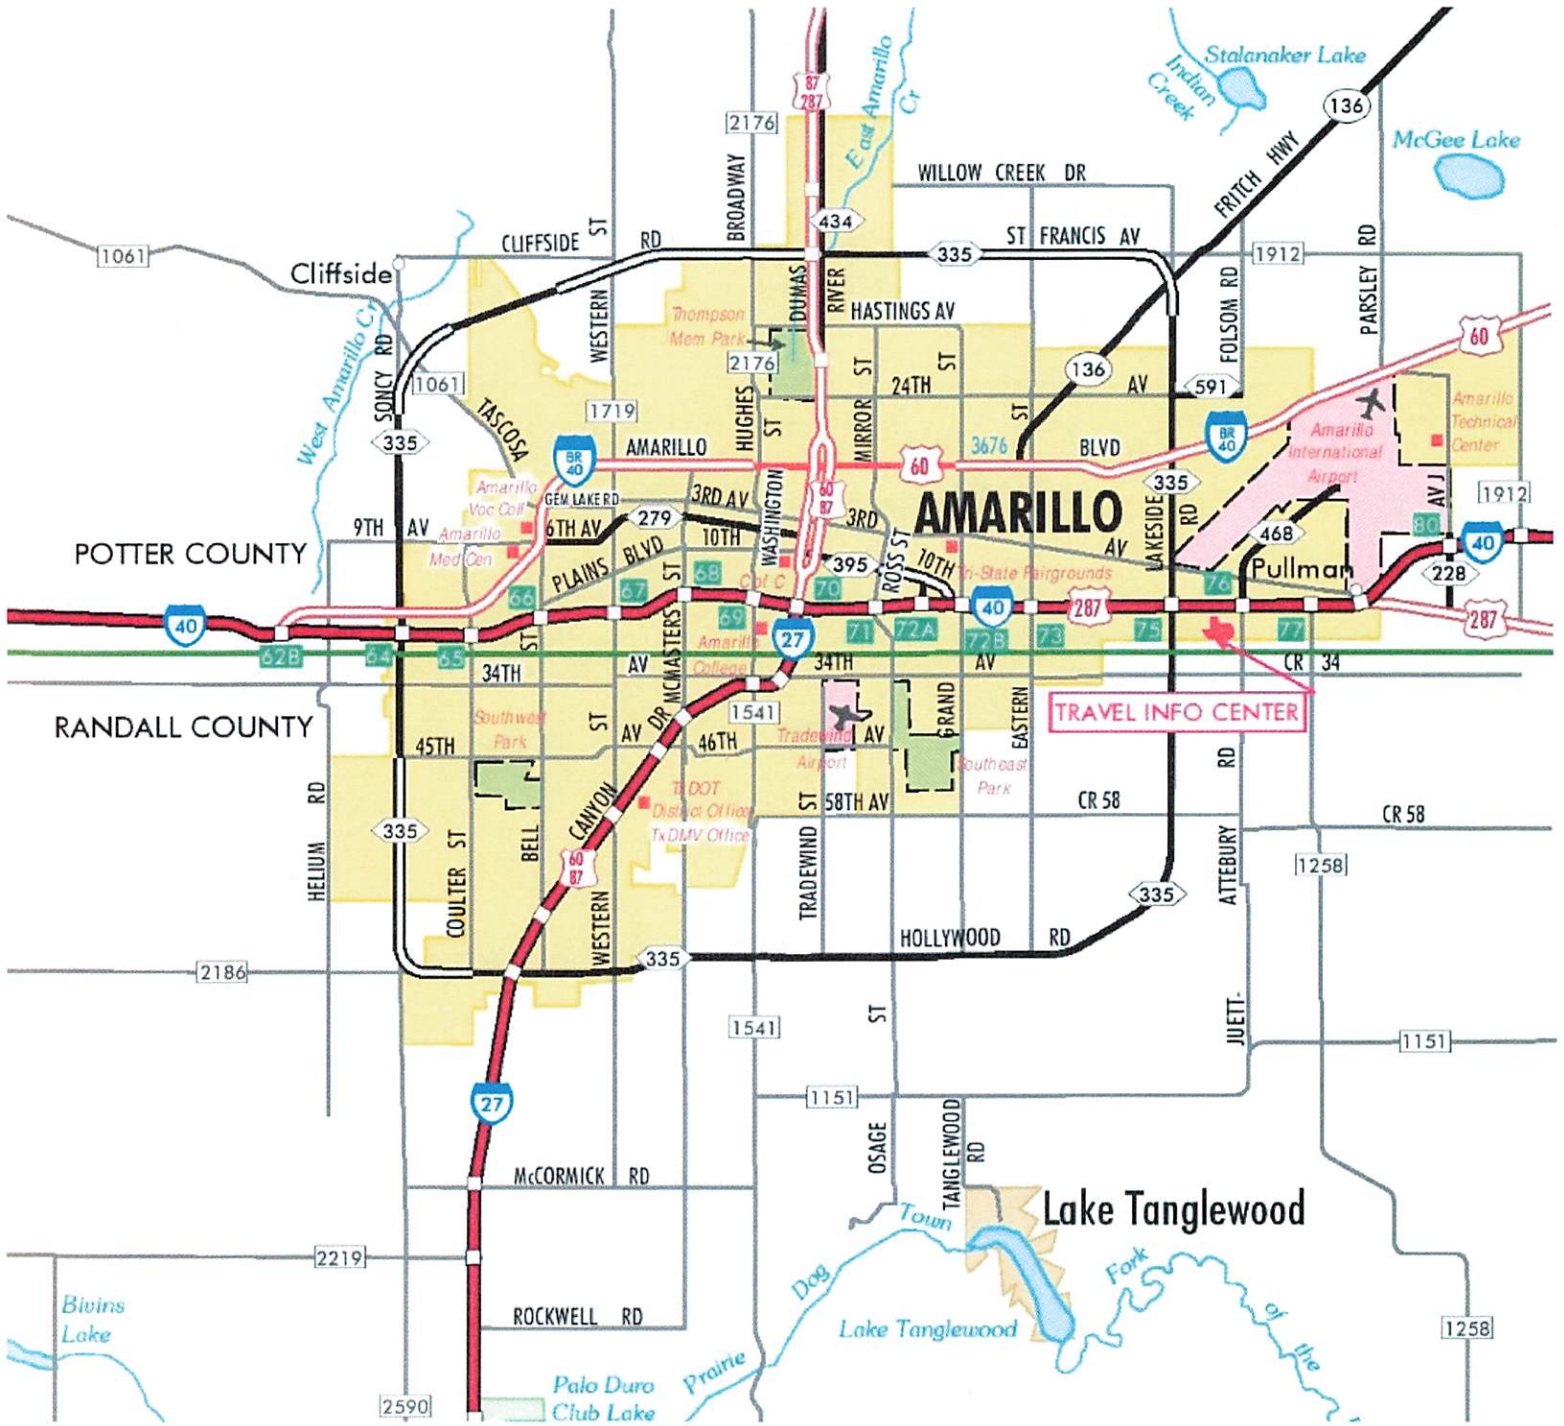 87
287
East Amarillo
Cr
Stalanaker Lake
Indian
Creek
136
McGee Lake
2176
BROADWAY
WILLOW CREEK DR
FRITCH HWY
434
1061
CLIFFSIDE RD
ST
WESTERN
ST FRANCIS AV
335
1912
PARSLEY RD
Cliffside
West Amarillo Cr
SONCY RD
DUMAS
RIVER
HASTINGS AV
FOLSOM RD
Thompson
Mem Park
2176
60
1061
TASCOSA
1719
HUGHES
ST
MIRROR ST
24TH AV
ST
136
591
ST
Amarillo
Technical
Center
335
BR
40
AMARILLO BLVD
60
3676
BR
40
Amarillo
International
Airport
Amarillo
Voc Coll
GEM LAKE RD
3RD AV
WASHINGTON
60
87
AMARILLO
335
LAKESIDE RD
AV J
1912
9TH AV
Amarillo
Med Cen
6TH AV
279
10TH
3RD AV
ROSS ST
468
80
40
POTTER COUNTY
PLAINS BLVD
395
10TH
Tri-State Fairgrounds
Pullman
228
66
67
68
Col C
70
76
40
69
27
40
287
287
62B
64
65
ST
MCMASTERS ST
Amarillo
College
71
72A
72B
73
75
77
34TH AV
34TH AV
CR 34
RANDALL COUNTY
Southwest
Park
ST
AV
DR
1541
GRAND
EASTERN
TRAVEL INFO CENTER
45TH
46TH AV
Tradewind
Airport
Southeast
Park
RD
HELIUM RD
CANYON
TxDOT
District Office
TxDMV Office
ST
58TH AV
CR 58
CR 58
335
COULTER ST
BELL
60
87
WESTERN
TRADEWIND
ATTEBURY
1258
335
HOLLYWOOD RD
335
2186
1541
ST
JUETT-
1151
27
1151
OSAGE
TANGLEWOOD
RD
McCORMICK RD
Lake Tanglewood
2219
Town
Dog
Fork
of the
Bivins
Lake
ROCKWELL RD
Lake Tanglewood
1258
Prairie
2590
Palo Duro
Club Lake